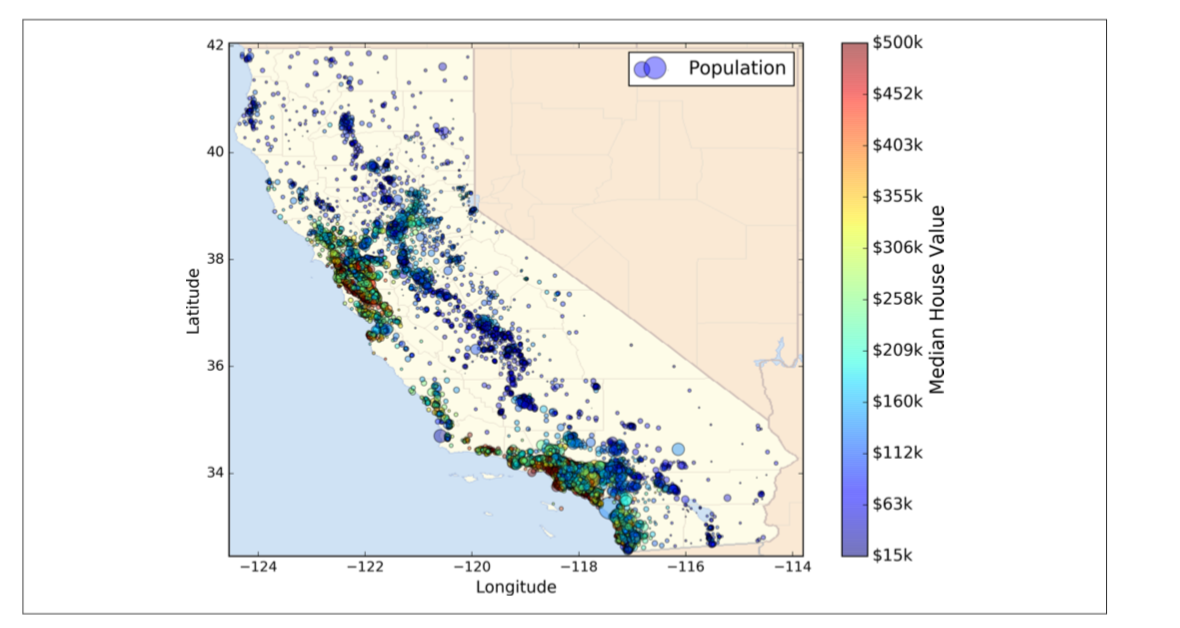 42
40
38
36
34
Latitude
−124 −122 −120 −118 −116 −114
Longitude
Population
$500k
$452k
$403k
$355k
$306k
$258k
$209k
$160k
$112k
$63k
$15k
Median House Value